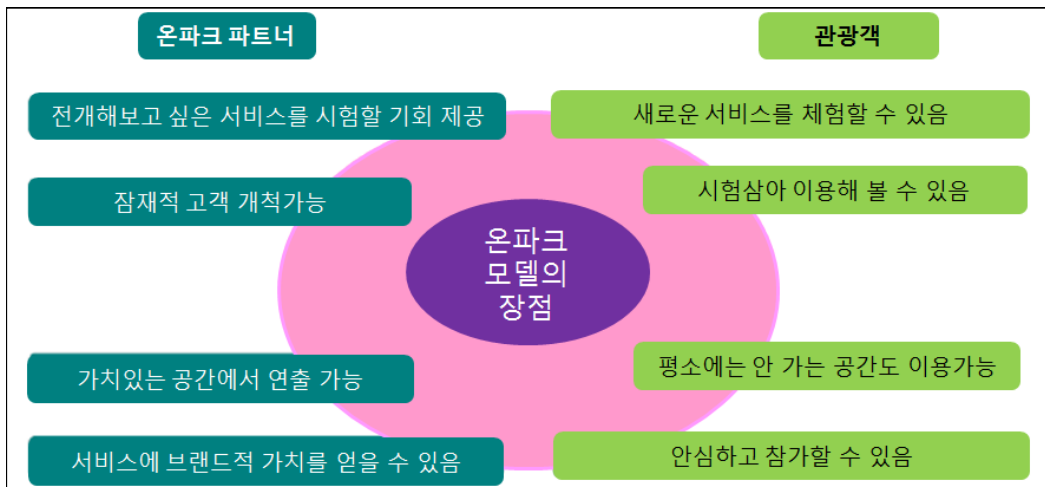 온파크 파트너
관광객
전개해보고 싶은 서비스를 시험할 기회 제공
새로운 서비스를 체험할 수 있음
잠재적 고객 개척가능
시험삼아 이용해 볼 수 있음
온파크
모델의
장점
가치있는 공간에서 연출 가능
평소에는 안 가는 공간도 이용가능
서비스에 브랜드적 가치를 얻을 수 있음
안심하고 참가할 수 있음